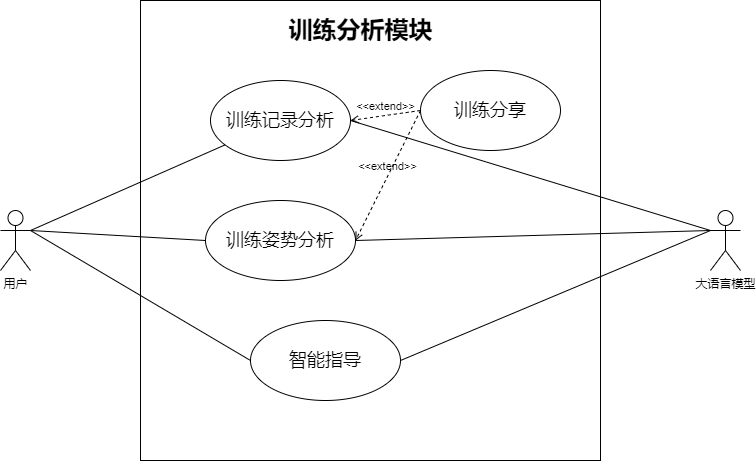 训练分析模块
训练记录分析
<<extend>>
训练分享
<<extend>>
训练姿势分析
用户
大语言模型
智能指导